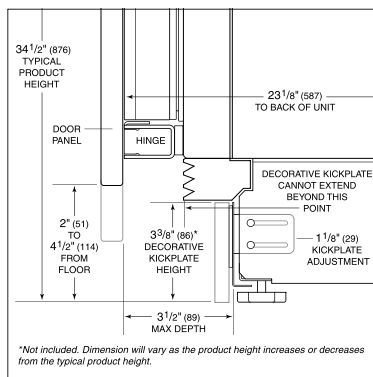 34 1/2" (876)
TYPICAL
PRODUCT
HEIGHT
23 1/8" (587)
TO BACK OF UNIT
DOOR
PANEL
HINGE
DECORATIVE KICKPLATE
CANNOT EXTEND
BEYOND THIS
POINT
2" (51)
TO
4 1/2" (114)
FROM
FLOOR
3 3/8" (86)*
DECORATIVE
KICKPLATE
HEIGHT
1 1/8" (29)
KICKPLATE
ADJUSTMENT
3 1/2" (89)
MAX DEPTH
*Not included. Dimension will vary as the product height increases or decreases
from the typical product height.